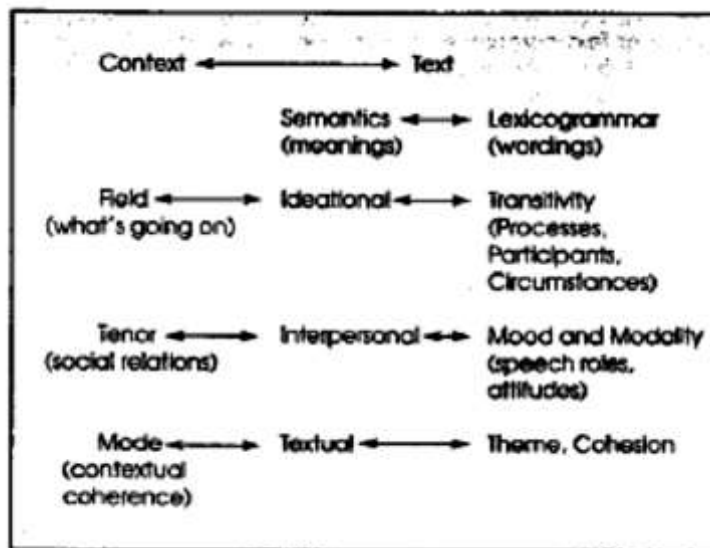 Context Text
Semantics Lexicogrammar
(meanings) (wordings)
Field Ideational Transitivity
(what's going on) (Processes,
Participants,
Circumstances)
Tenor Interpersonal Mood and Modality
(social relations) (speech roles,
attitudes)
Mode Textual Theme, Cohesion
(contextual
coherence)